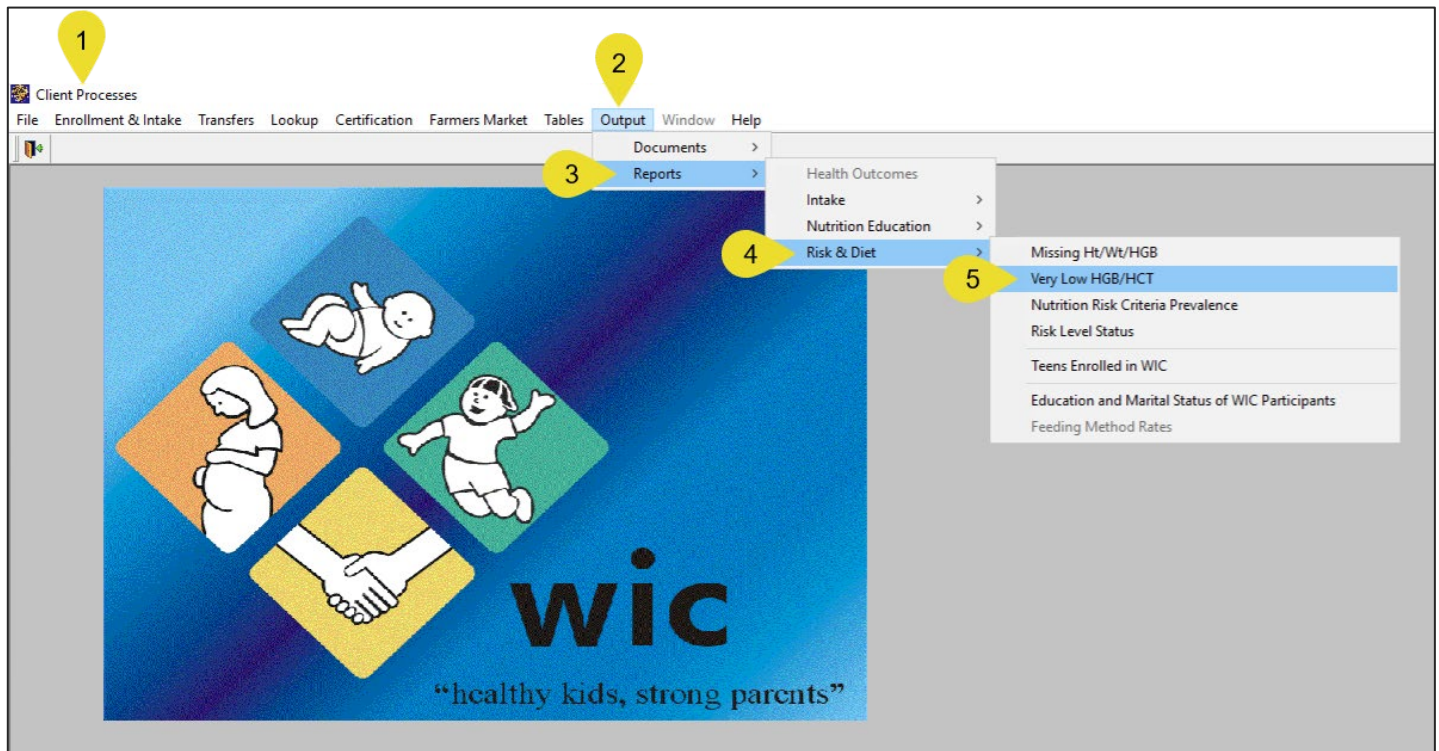 1
2
Client Processes
File Enrollment & Intake Transfers Lookup Certification Farmers Market Tables Output Window Help
Documents
3 Reports
Health Outcomes
Intake
Nutrition Education
4 Risk & Diet
Missing Ht/Wt/HGB
5 Very Low HGB/HCT
Nutrition Risk Criteria Prevalence
Risk Level Status
Teens Enrolled in WIC
Education and Marital Status of WIC Participants
Feeding Method Rates
wic
“healthy kids, strong parents”